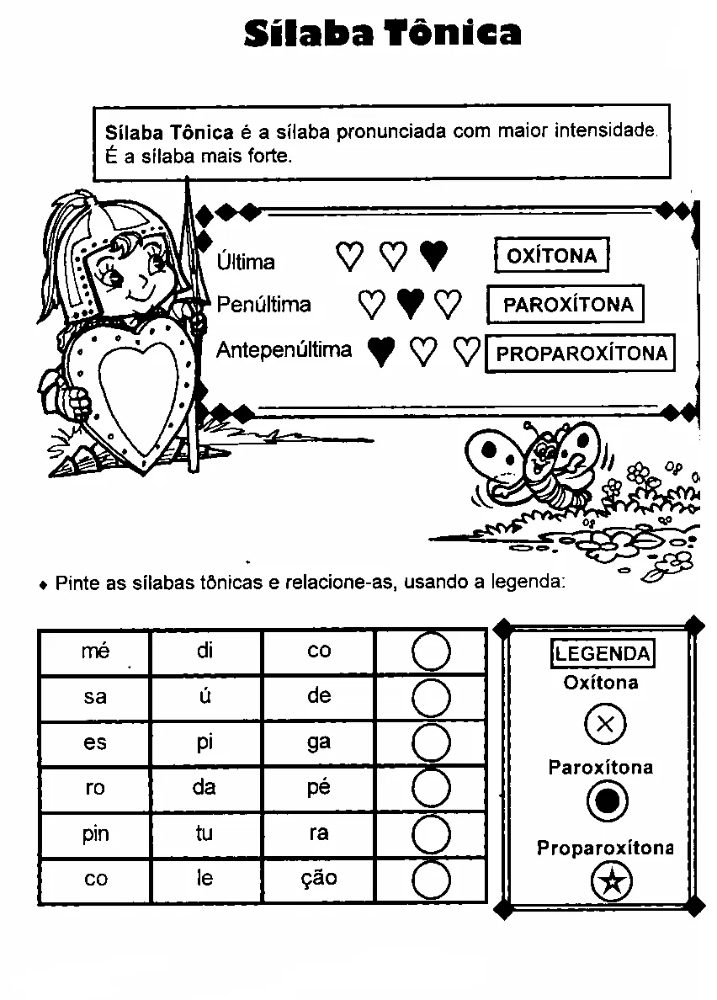 Sílaba Tônica
Sílaba Tônica é a sílaba pronunciada com maior intensidade.
É a sílaba mais forte.
Última OXÍTONA
Penúltima PAROXÍTONA
Antepenúltima PROPAROXÍTONA
Pinte as sílabas tônicas e relacione-as, usando a legenda:
mé di co
sa ú de
es pi ga
ro da pé
pin tu ra
co le ção
LEGENDA
Oxítona
Paroxítona
Proparoxítona